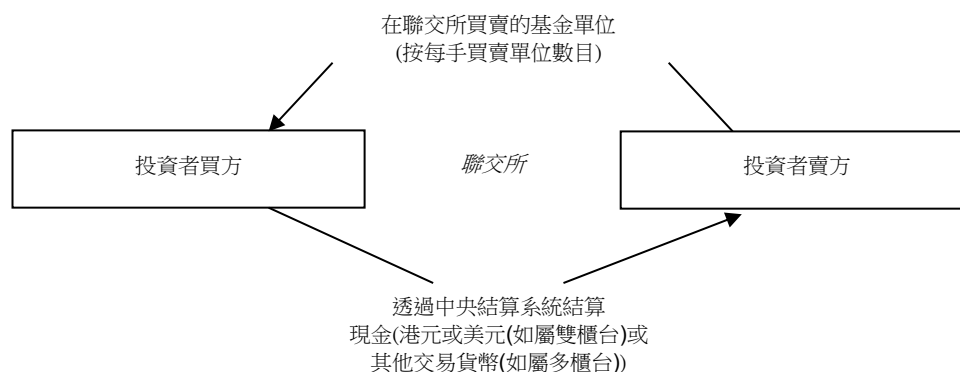 在聯交所買賣的基金單位
(按每手買賣單位數目)
投資者買方
聯交所
投資者賣方
透過中央結算系統結算
現金(港元或美元(如屬雙櫃台)或
其他交易貨幣(如屬多櫃台))